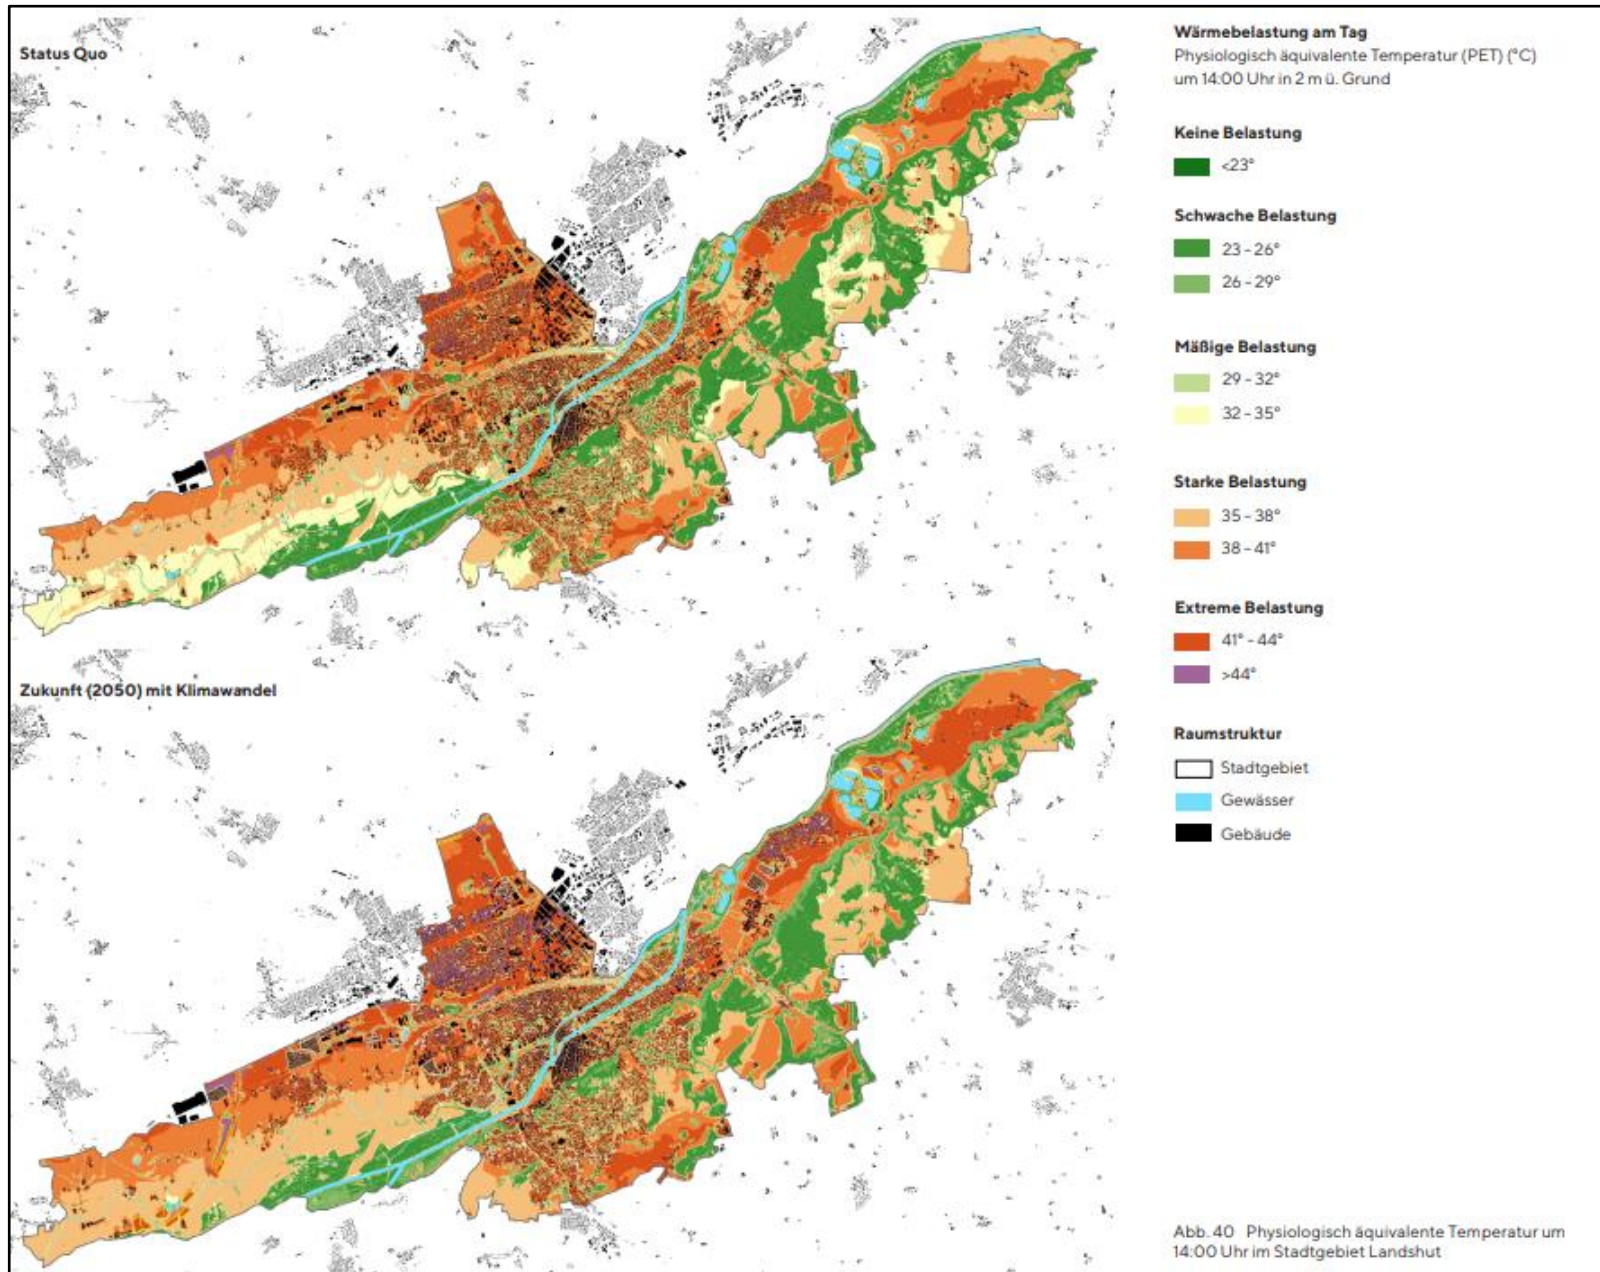 Status Quo
Zukunft (2050) mit Klimawandel
Wärmebelastung am Tag
Physiologisch äquivalente Temperatur (PET) (°C)
um 14:00 Uhr in 2 m ü. Grund
Keine Belastung
<23°
Schwache Belastung
23 - 26°
26 - 29°
Mäßige Belastung
29 - 32°
32 - 35°
Starke Belastung
35 - 38°
38 - 41°
Extreme Belastung
41° - 44°
>44°
Raumstruktur
Stadtgebiet
Gewässer
Gebäude
Abb. 40 Physiologisch äquivalente Temperatur um
14:00 Uhr im Stadtgebiet Landshut